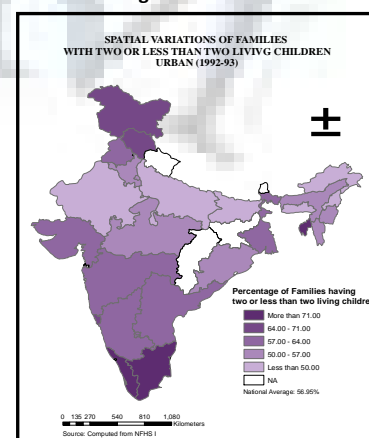 SPATIAL VARIATIONS OF FAMILIES
WITH TWO OR LESS THAN TWO LIVIVG CHILDREN
URBAN (1992-93)
±
Percentage of Families having
two or less than two living childre
More than 71.00
64.00 - 71.00
57.00 - 64.00
50.00 - 57.00
Less than 50.00
NA
National Average: 56.95%
0 135 270 540 810 1,080
Kilometers
Source: Computed from NFHS I